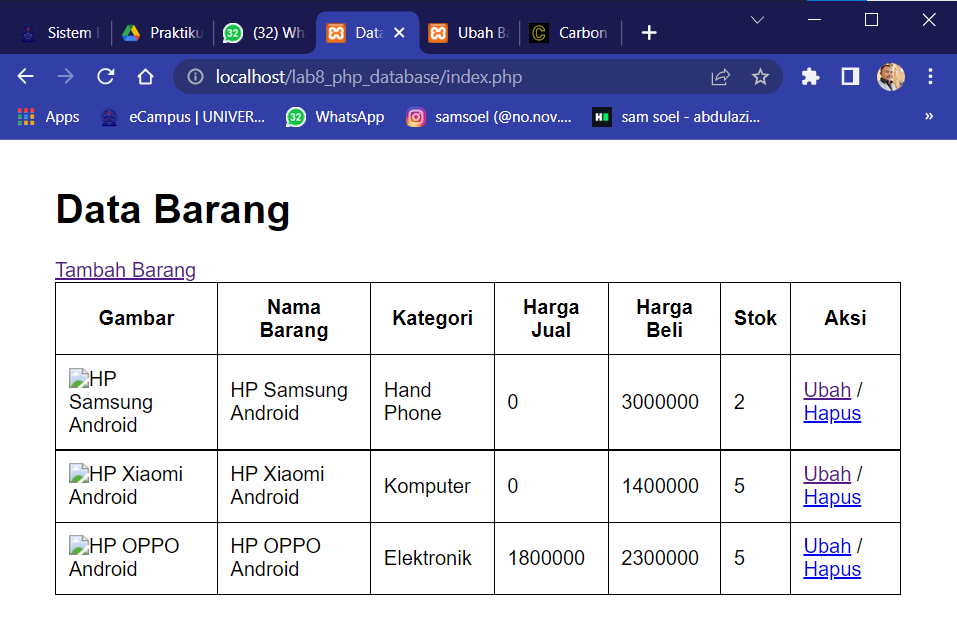 Sistem
Praktiku
(32) Wh
Data
Ubah Ba
Carbon
localhost/lab8_php_database/index.php
Apps
eCampus | UNIVER...
32
WhatsApp
samsoel (@no.nov....
sam soel - abdulazi...
»
Data Barang
Tambah Barang
Gambar
Nama
Barang
Kategori
Harga
Jual
Harga
Beli
Stok
Aksi
HP
Samsung
Android
HP Samsung
Android
Hand
Phone
0
3000000
2
Ubah /
Hapus
HP Xiaomi
Android
HP Xiaomi
Android
Komputer
0
1400000
5
Ubah /
Hapus
HP OPPO
Android
HP OPPO
Android
Elektronik
1800000
2300000
5
Ubah /
Hapus